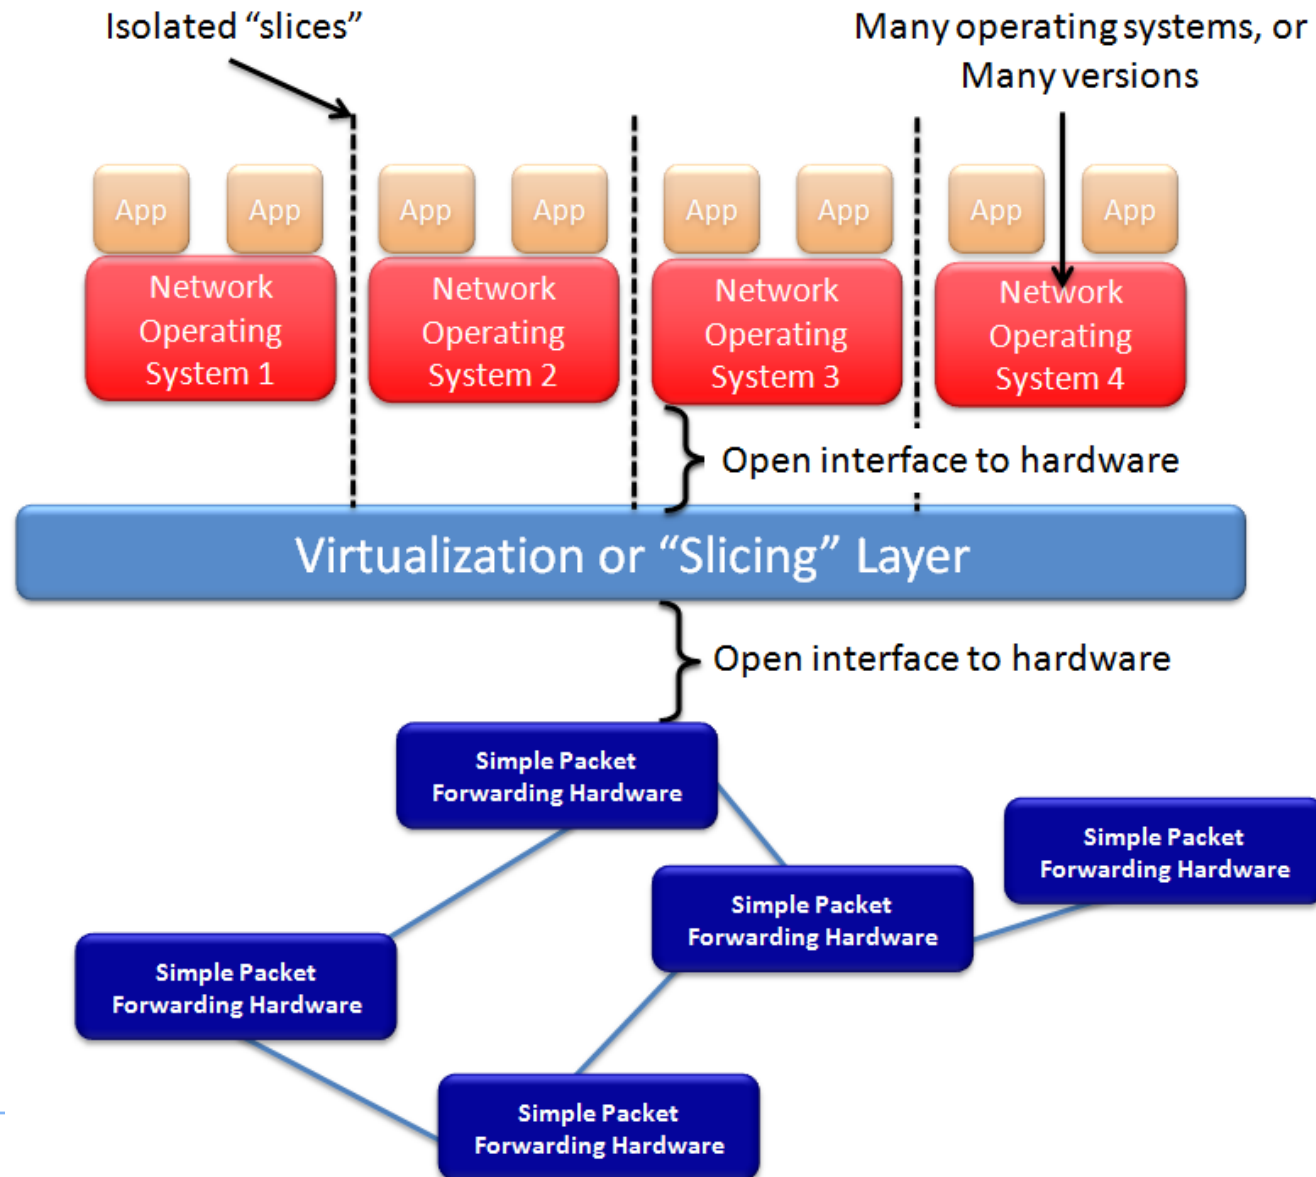 Isolated “slices”
Many operating systems, or
Many versions
App
App
App
App
App
App
App
App
Network
Operating
System 1
Network
Operating
System 2
Network
Operating
System 3
Network
Operating
System 4
Open interface to hardware
Virtualization or “Slicing” Layer
Open interface to hardware
Simple Packet
Forwarding Hardware
Simple Packet
Forwarding Hardware
Simple Packet
Forwarding Hardware
Simple Packet
Forwarding Hardware
Simple Packet
Forwarding Hardware